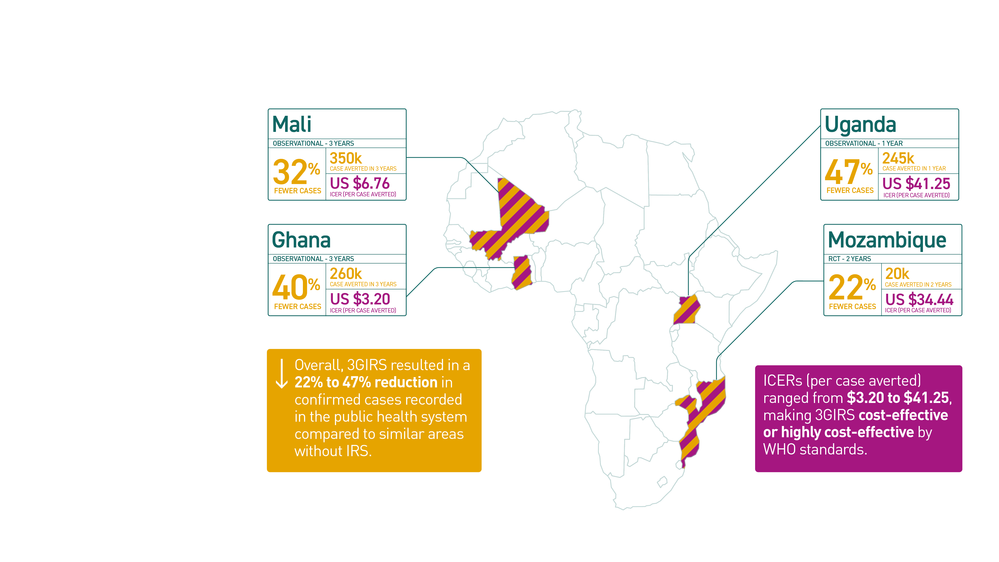 Mali
OBSERVATIONAL - 3 YEARS
32%
FEWER CASES
350k
CASE AVERTED IN 3 YEARS
US $6.76
ICER (PER CASE AVERTED)
Ghana
OBSERVATIONAL - 3 YEARS
40%
FEWER CASES
260k
CASE AVERTED IN 3 YEARS
US $3.20
ICER (PER CASE AVERTED)
Overall, 3GIRS resulted in a
22% to 47% reduction in
confirmed cases recorded
in the public health system
compared to similar areas
without IRS.
Uganda
OBSERVATIONAL - 1 YEAR
47%
FEWER CASES
245k
CASE AVERTED IN 1 YEAR
US $41.25
ICER (PER CASE AVERTED)
Mozambique
RCT - 2 YEARS
22%
FEWER CASES
20k
CASE AVERTED IN 2 YEARS
US $34.44
ICER (PER CASE AVERTED)
ICERs (per case averted)
ranged from $3.20 to $41.25,
making 3GIRS cost-effective
or highly cost-effective by
WHO standards.